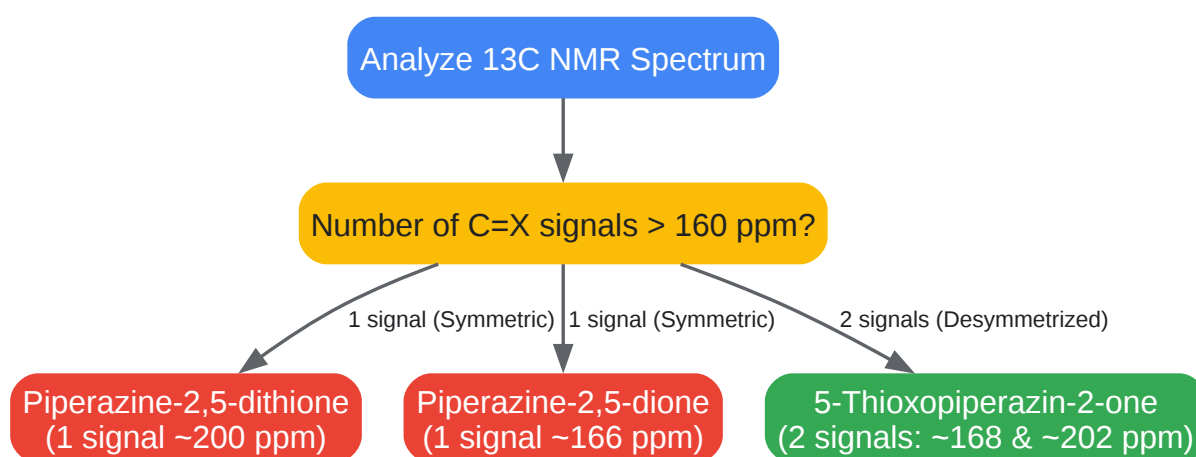 Analyze 13C NMR Spectrum
Number of C=X signals > 160 ppm?
1 signal (Symmetric)
1 signal (Symmetric)
2 signals (Desymmetrized)
Piperazine-2,5-dithione
(1 signal ~200 ppm)
Piperazine-2,5-dione
(1 signal ~166 ppm)
5-Thioxopiperazin-2-one
(2 signals: ~168 & ~202 ppm)